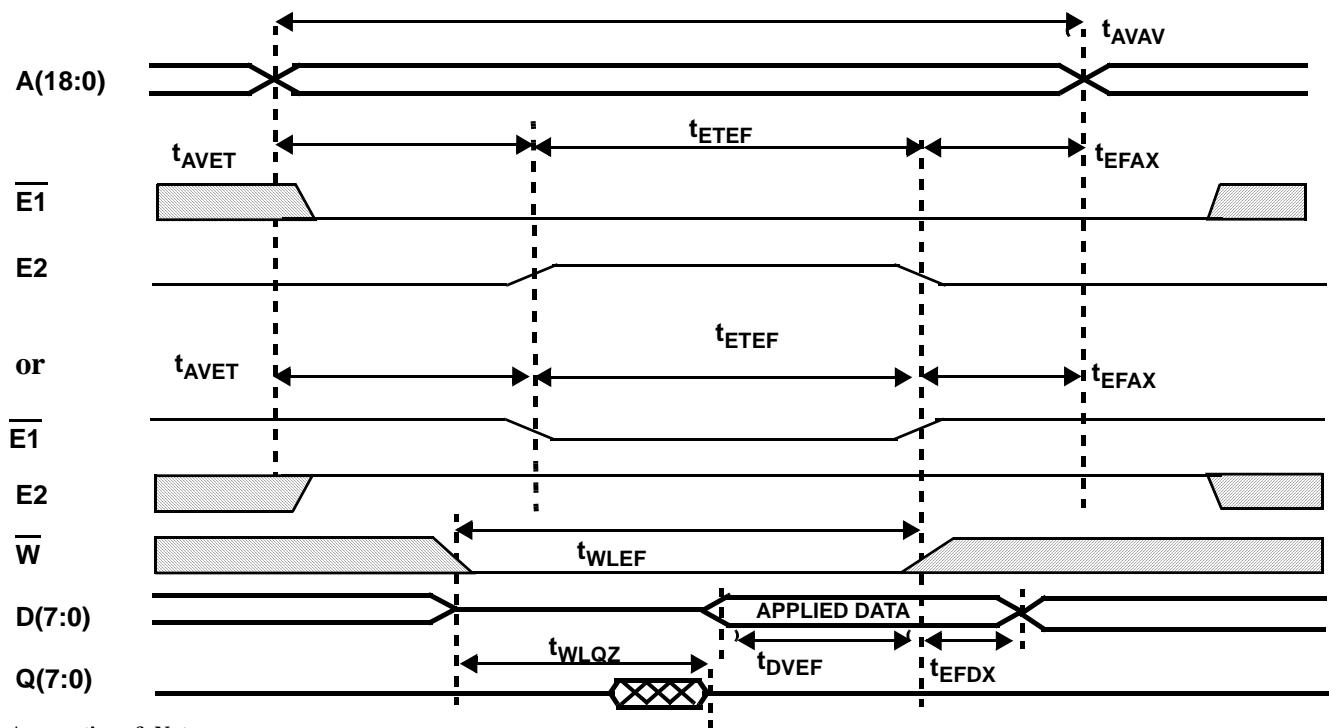 tAVAV
A(18:0)
tAVET tETEF tEFAX
E1
E2
or tAVET tETEF tEFAX
E1
E2
W tWLEF
D(7:0) APPLIED DATA
tWLQZ tDVEF tEFDX
Q(7:0)